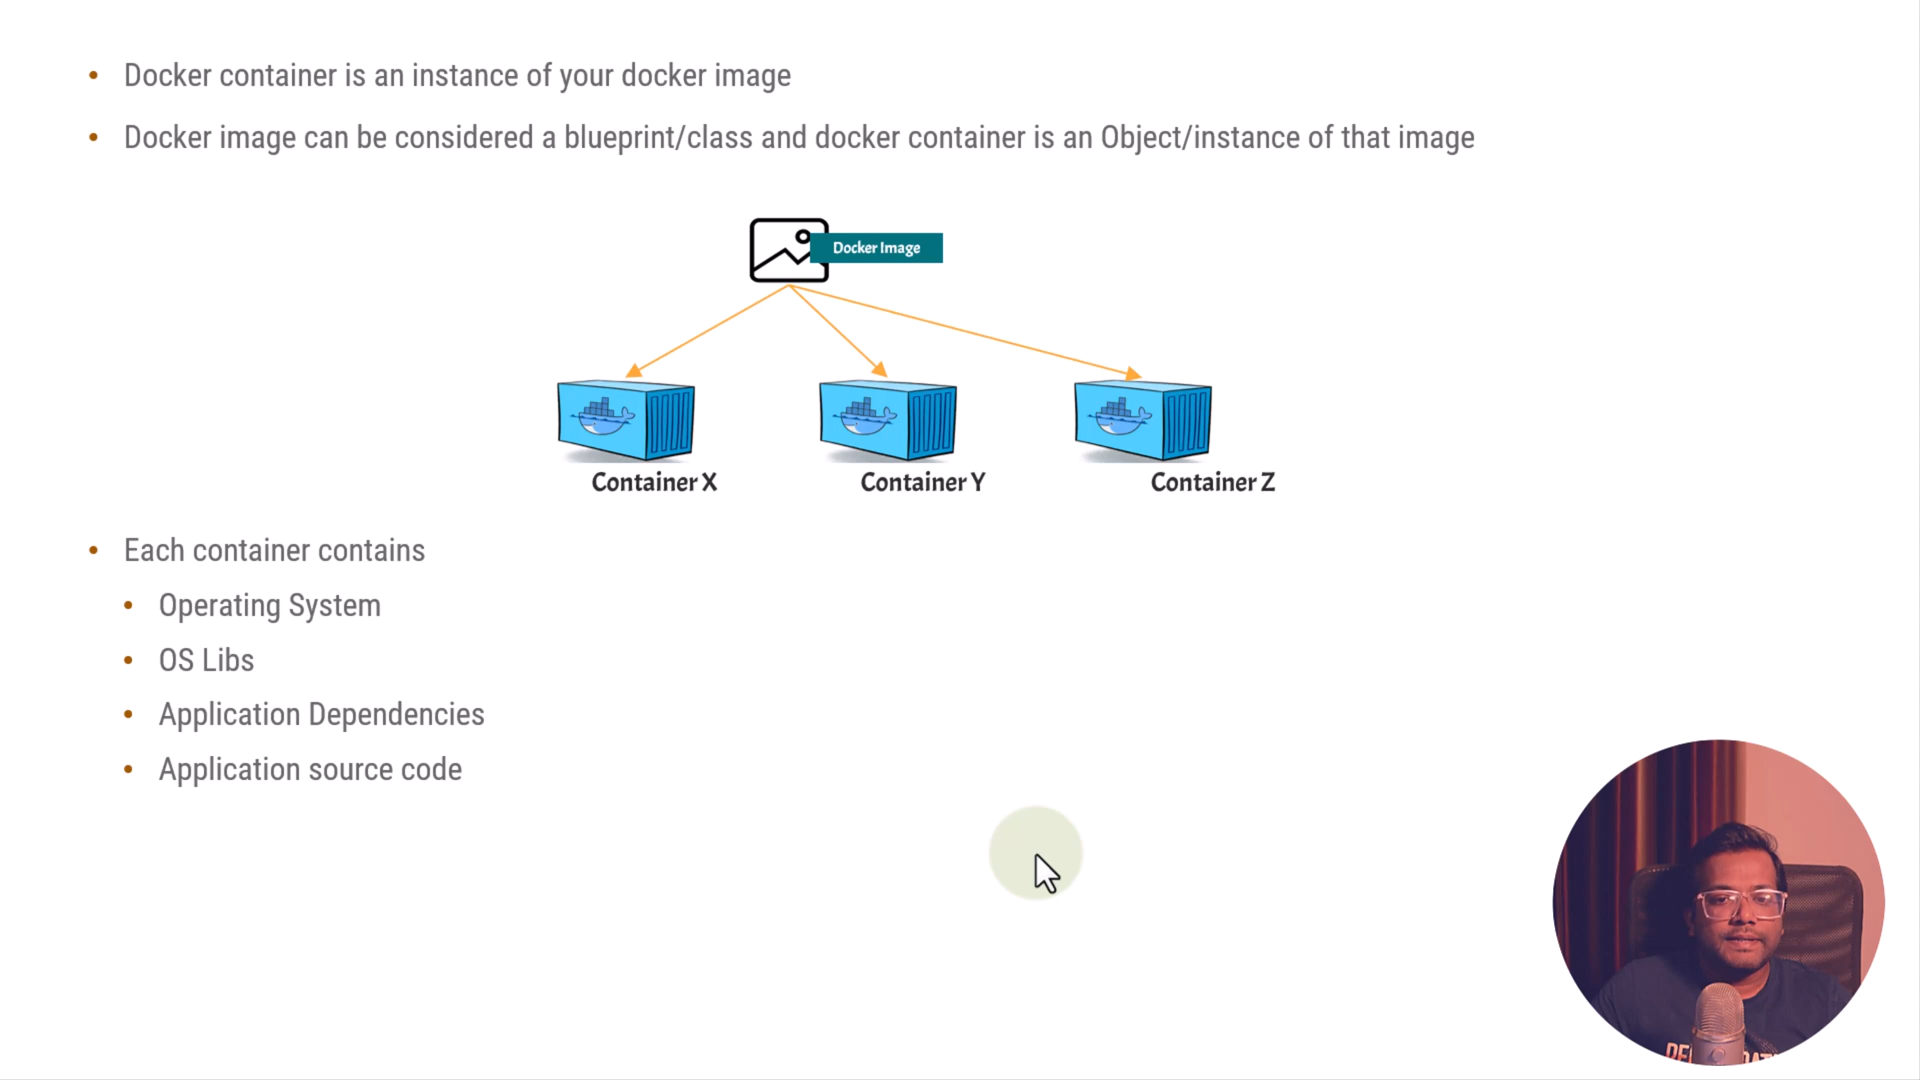 Docker container is an instance of your docker image
Docker image can be considered a blueprint/class and docker container is an Object/instance of that image
Docker Image
Container X
Container Y
Container Z
Each container contains
Operating System
OS Libs
Application Dependencies
Application source code